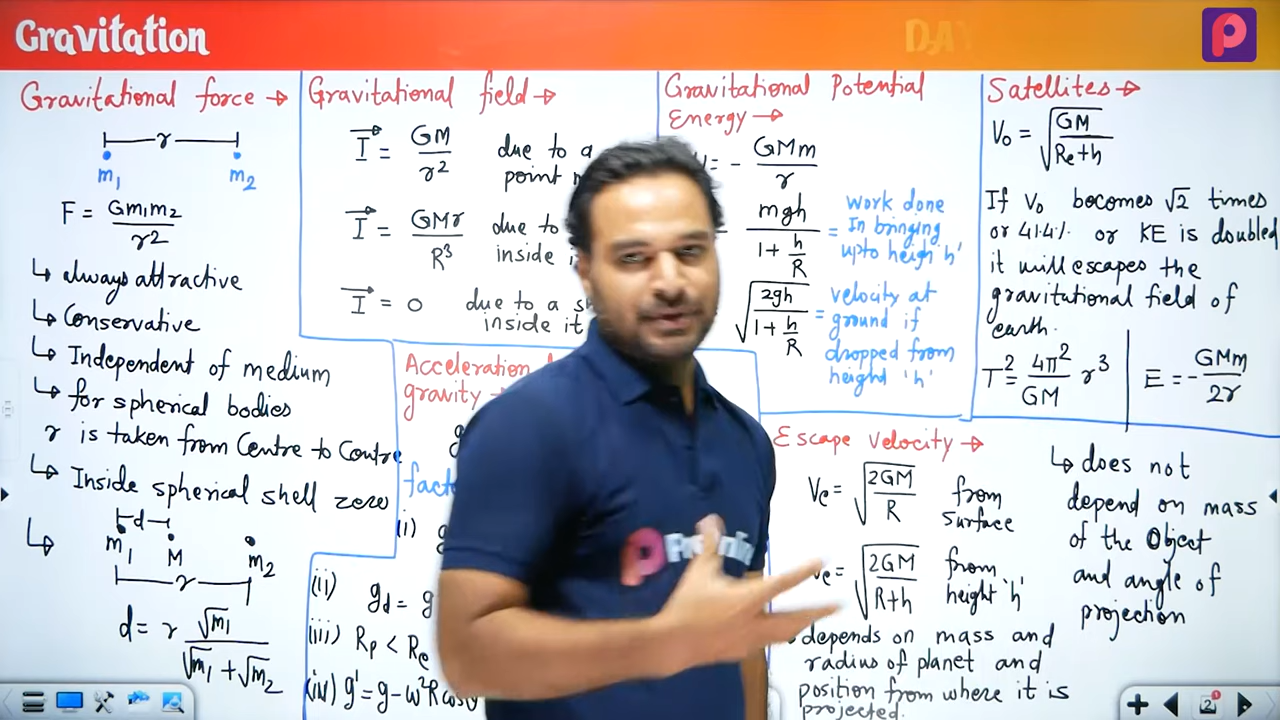 Gravitation
DAY
Gravitational force →
r
m₁ m₂
F = Gm₁m₂/r²
↳ always attractive
↳ Conservative
↳ Independent of medium
↳ for spherical bodies
r is taken from Centre to Contre
↳ Inside spherical shell zero
↳
d
m₁ M m₂
r
d = r √m₁/(√m₁ + √m₂)
Gravitational field →
I⃗ = GM/r² due to a
point
I⃗ = GMr/R³ due to
inside
I⃗ = 0 due to a
inside it
Acceleration
gravity →
g
(i) g
(ii) g_d = g
(iii) R_p < R_e
(iv) g' = g - ω²R
Gravitational Potential
Energy →
= - GMm/r
mgh/(1 + h/R) = work done
In bringing
upto heigh 'h'
√(2gh/(1 + h/R)) = velocity at
ground if
dropped from
height 'h'
Satellites →
V₀ = √(GM/(Re+h))
If V₀ becomes √2 times
or 41.4% or KE is doubled
it will escapes the
gravitational field of
earth.
T² = 4π²/GM r³
E = - GMm/2r
Escape Velocity →
Ve = √(2GM/R) from
surface
= √(2GM/(R+h)) from
height 'h'
depends on mass and
radius of planet and
position from where it is
projected.
↳ does not
depend on mass
of the Object
and angle of
projection
2